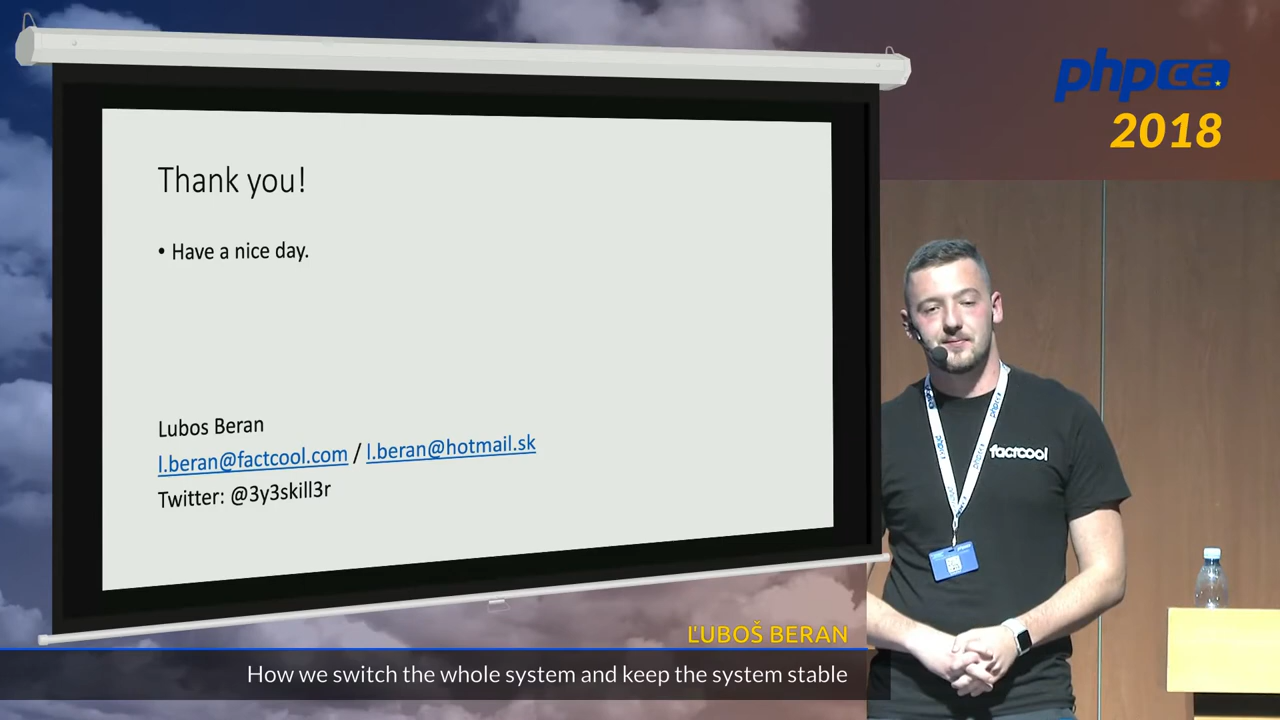 phpce
2018
Thank you!
• Have a nice day.
Lubos Beran
l.beran@factcool.com / l.beran@hotmail.sk
Twitter: @3y3skill3r
factcool
ĽUBOŠ BERAN
How we switch the whole system and keep the system stable